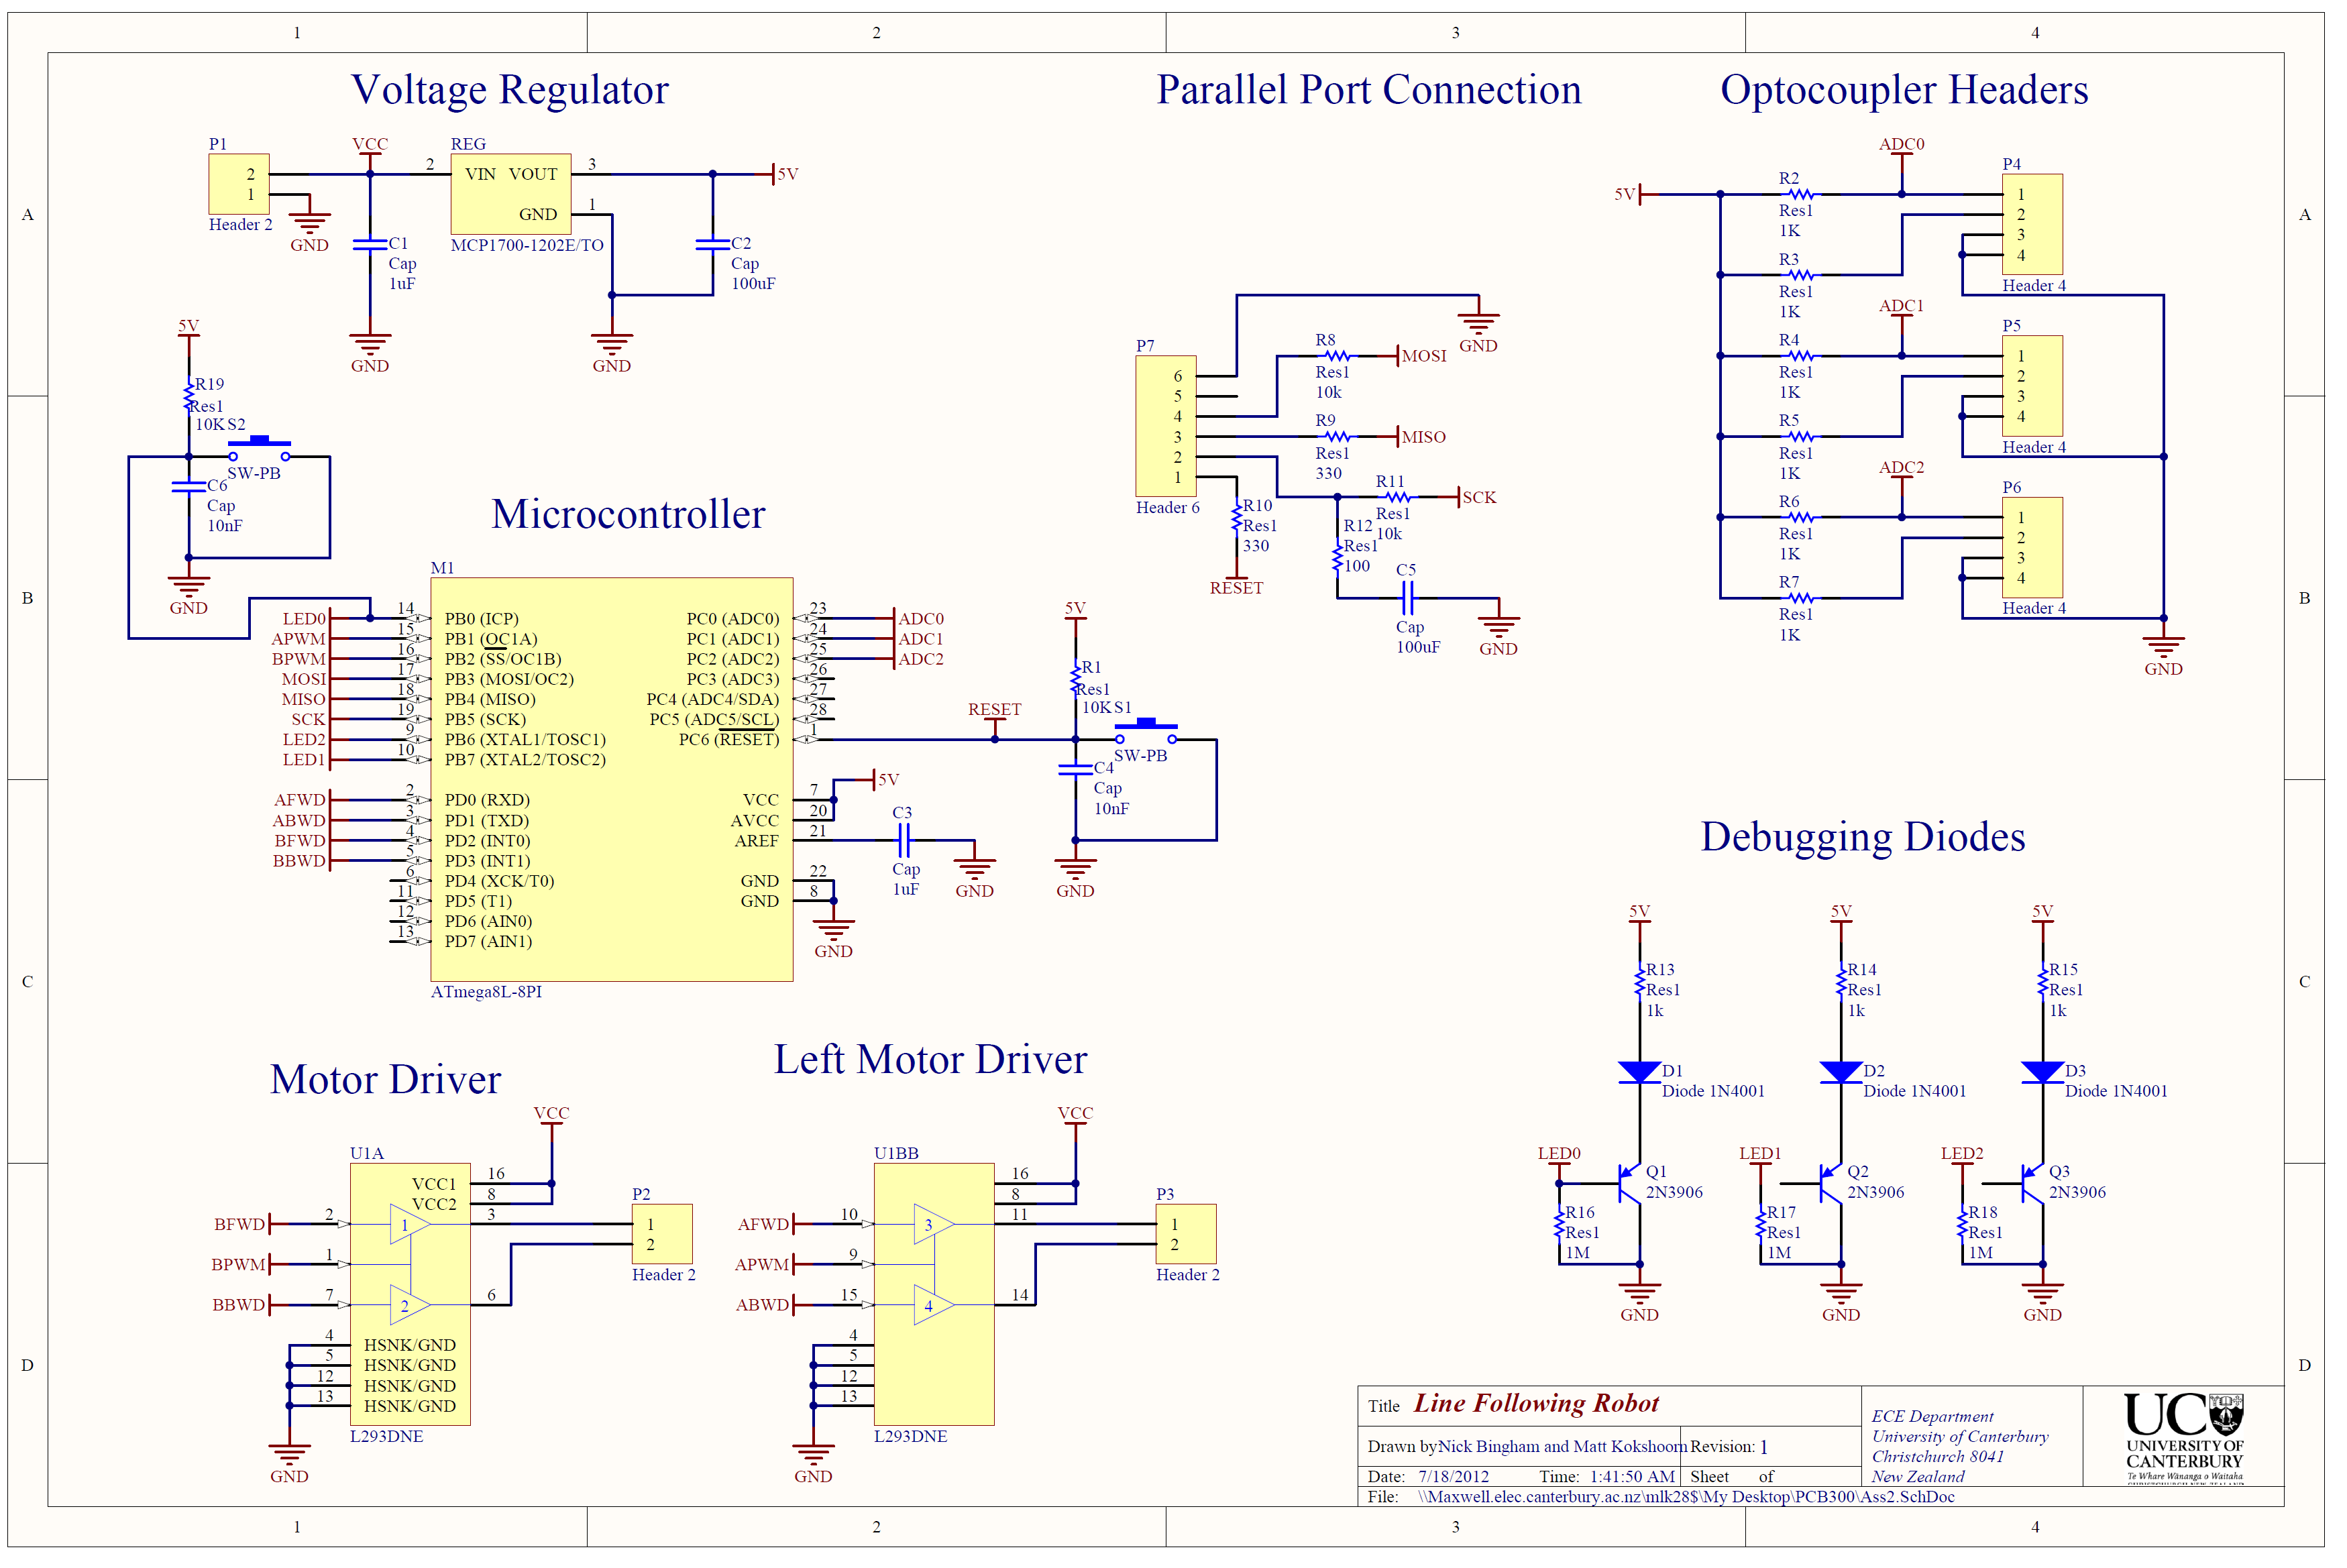 1 2 3 4
Voltage Regulator
Parallel Port Connection
Optocoupler Headers
A
A
P1
2
1
Header 2
GND
VCC
2
REG
VIN VOUT
GND
MCP1700-1202E/TO
3
1
5V
C1
Cap
1uF
GND
GND
C2
Cap
100uF
5V
R19
Res1
10K
S2
SW-PB
C6
Cap
10nF
GND
P7
6
5
4
3
2
1
Header 6
GND
R8
Res1
10k
MOSI
R9
Res1
330
MISO
R11
Res1
10k
SCK
R10
Res1
330
RESET
R12
Res1
100
C5
Cap
100uF
GND
5V
R2
Res1
1K
R3
Res1
1K
R4
Res1
1K
R5
Res1
1K
R6
Res1
1K
R7
Res1
1K
ADC0
P4
1
2
3
4
Header 4
ADC1
P5
1
2
3
4
Header 4
ADC2
P6
1
2
3
4
Header 4
GND
B
B
Microcontroller
M1
LED0 14 PB0 (ICP)
APWM 15 PB1 (OC1A)
BPWM 16 PB2 (SS/OC1B)
MOSI 17 PB3 (MOSI/OC2)
MISO 18 PB4 (MISO)
SCK 19 PB5 (SCK)
LED2 9 PB6 (XTAL1/TOSC1)
LED1 10 PB7 (XTAL2/TOSC2)
AFWD 2 PD0 (RXD)
ABWD 3 PD1 (TXD)
BFWD 4 PD2 (INT0)
BBWD 5 PD3 (INT1)
6 PD4 (XCK/T0)
11 PD5 (T1)
12 PD6 (AIN0)
13 PD7 (AIN1)
PC0 (ADC0) 23 ADC0
PC1 (ADC1) 24 ADC1
PC2 (ADC2) 25 ADC2
PC3 (ADC3) 26
PC4 (ADC4/SDA) 27
PC5 (ADC5/SCL) 28
PC6 (RESET) 1
VCC 7 5V
AVCC 20
AREF 21
GND 22
GND 8
GND
ATmega8L-8PI
C3
Cap
1uF
GND
RESET
5V
R1
Res1
10K
S1
SW-PB
C4
Cap
10nF
GND
C
C
Debugging Diodes
5V
R13
Res1
1k
D1
Diode 1N4001
LED0
Q1
2N3906
R16
Res1
1M
GND
5V
R14
Res1
1k
D2
Diode 1N4001
LED1
Q2
2N3906
R17
Res1
1M
GND
5V
R15
Res1
1k
D3
Diode 1N4001
LED2
Q3
2N3906
R18
Res1
1M
GND
Motor Driver
VCC
U1A
VCC1 16
VCC2 8
BFWD 2 1 3
BPWM 1
BBWD 7 2 6
4 HSNK/GND
5 HSNK/GND
12 HSNK/GND
13 HSNK/GND
L293DNE
GND
P2
1
2
Header 2
Left Motor Driver
VCC
U1BB
16
8
AFWD 10 3 11
APWM 9
ABWD 15 4 14
4
5
12
13
L293DNE
GND
P3
1
2
Header 2
D
D
Title Line Following Robot
Drawn by Nick Bingham and Matt Kokshoorn Revision: 1
Date: 7/18/2012 Time: 1:41:50 AM Sheet of
File: \\Maxwell.elec.canterbury.ac.nz\mlk28$\My Desktop\PCB300\Ass2.SchDoc
ECE Department
University of Canterbury
Christchurch 8041
New Zealand
UC
UNIVERSITY OF
CANTERBURY
Te Whare Wānanga o Waitaha
1 2 3 4